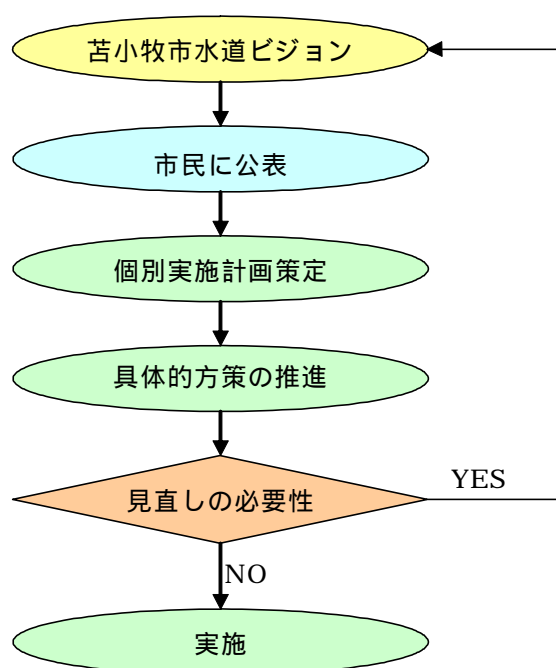 苫小牧市水道ビジョン
市民に公表
個別実施計画策定
具体的方策の推進
見直しの必要性
YES
NO
実施